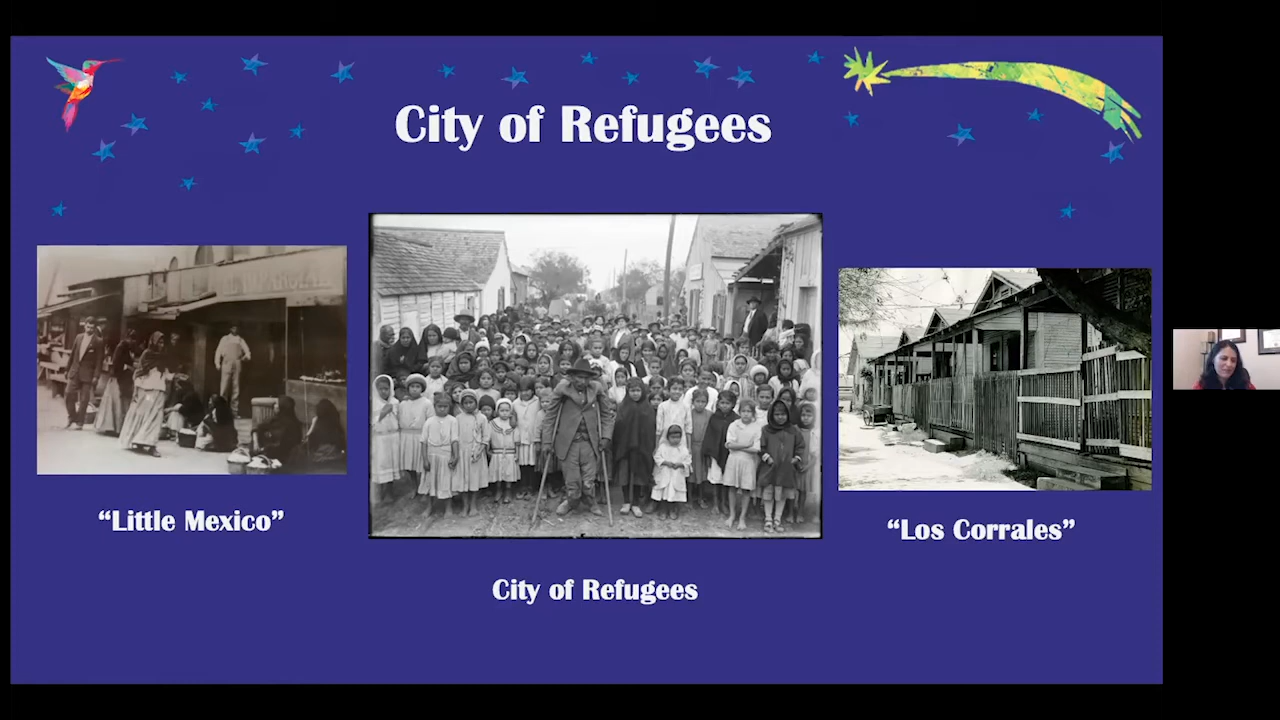 City of Refugees
“Little Mexico”
“Los Corrales”
City of Refugees